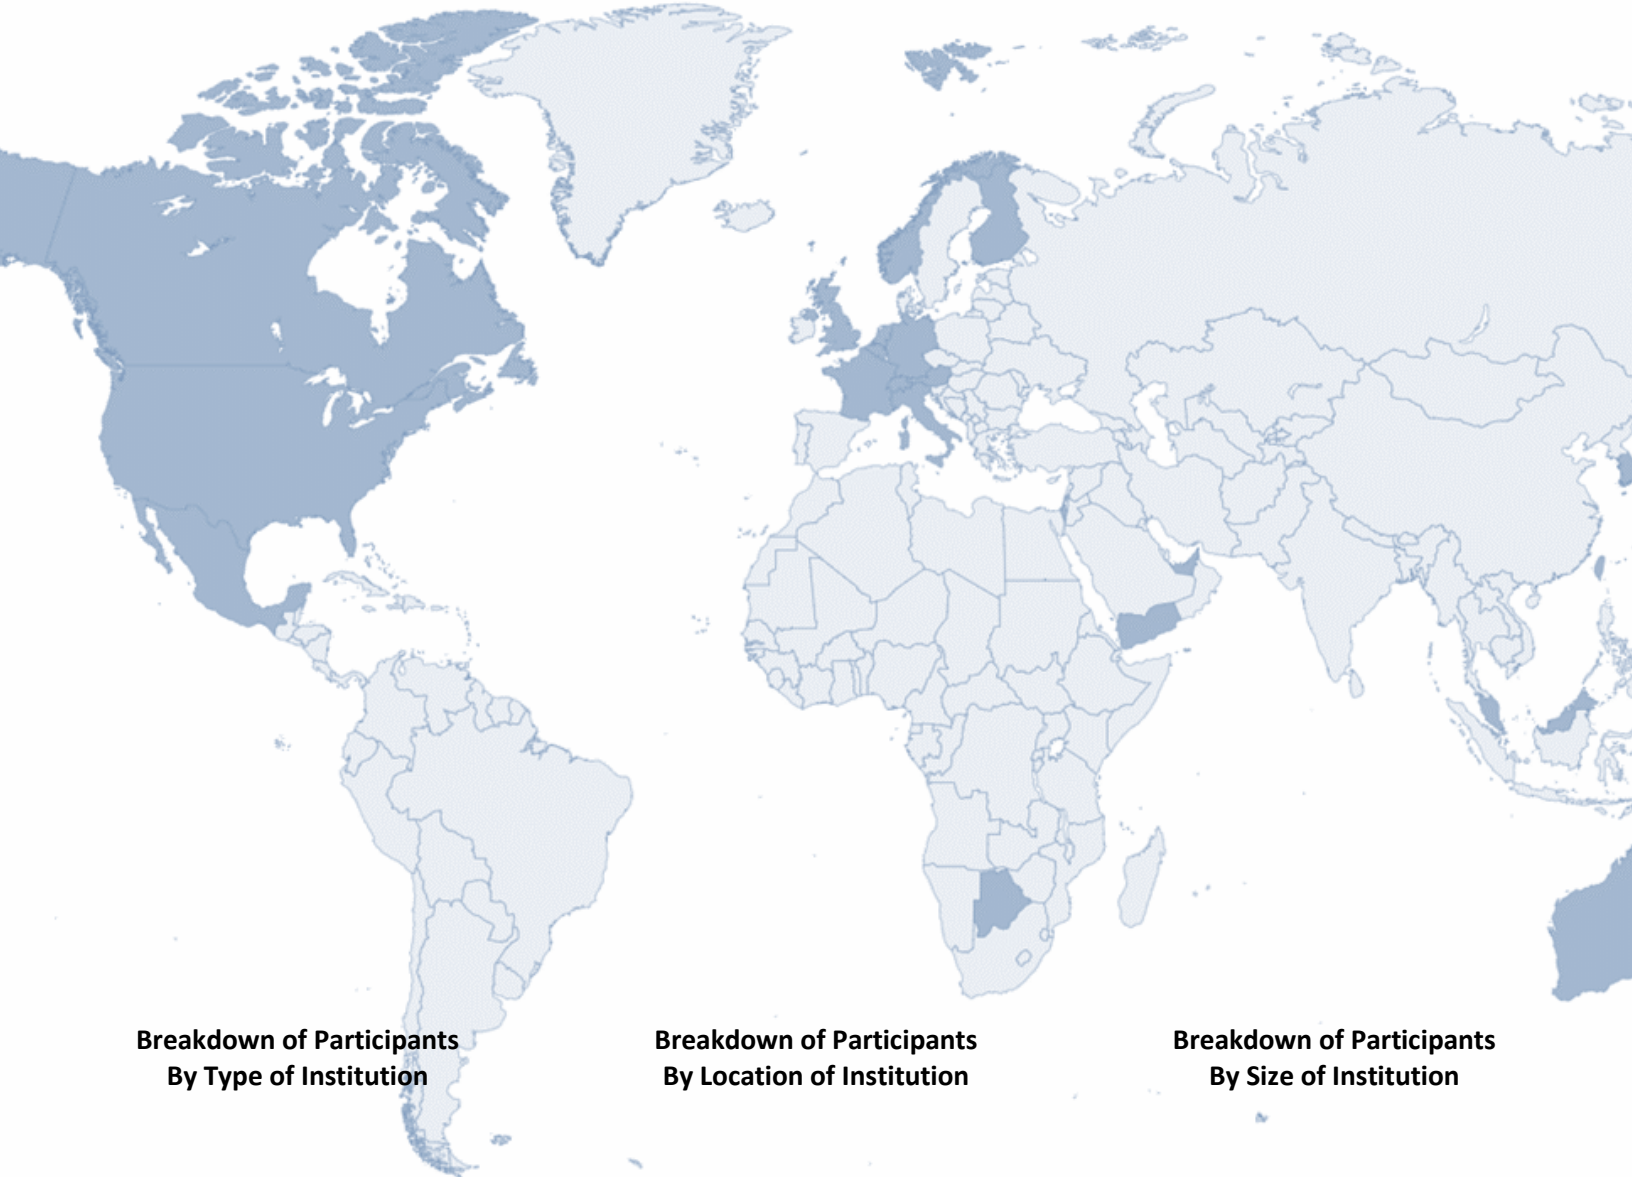 Breakdown of Participants
By Type of Institution
Breakdown of Participants
By Location of Institution
Breakdown of Participants
By Size of Institution